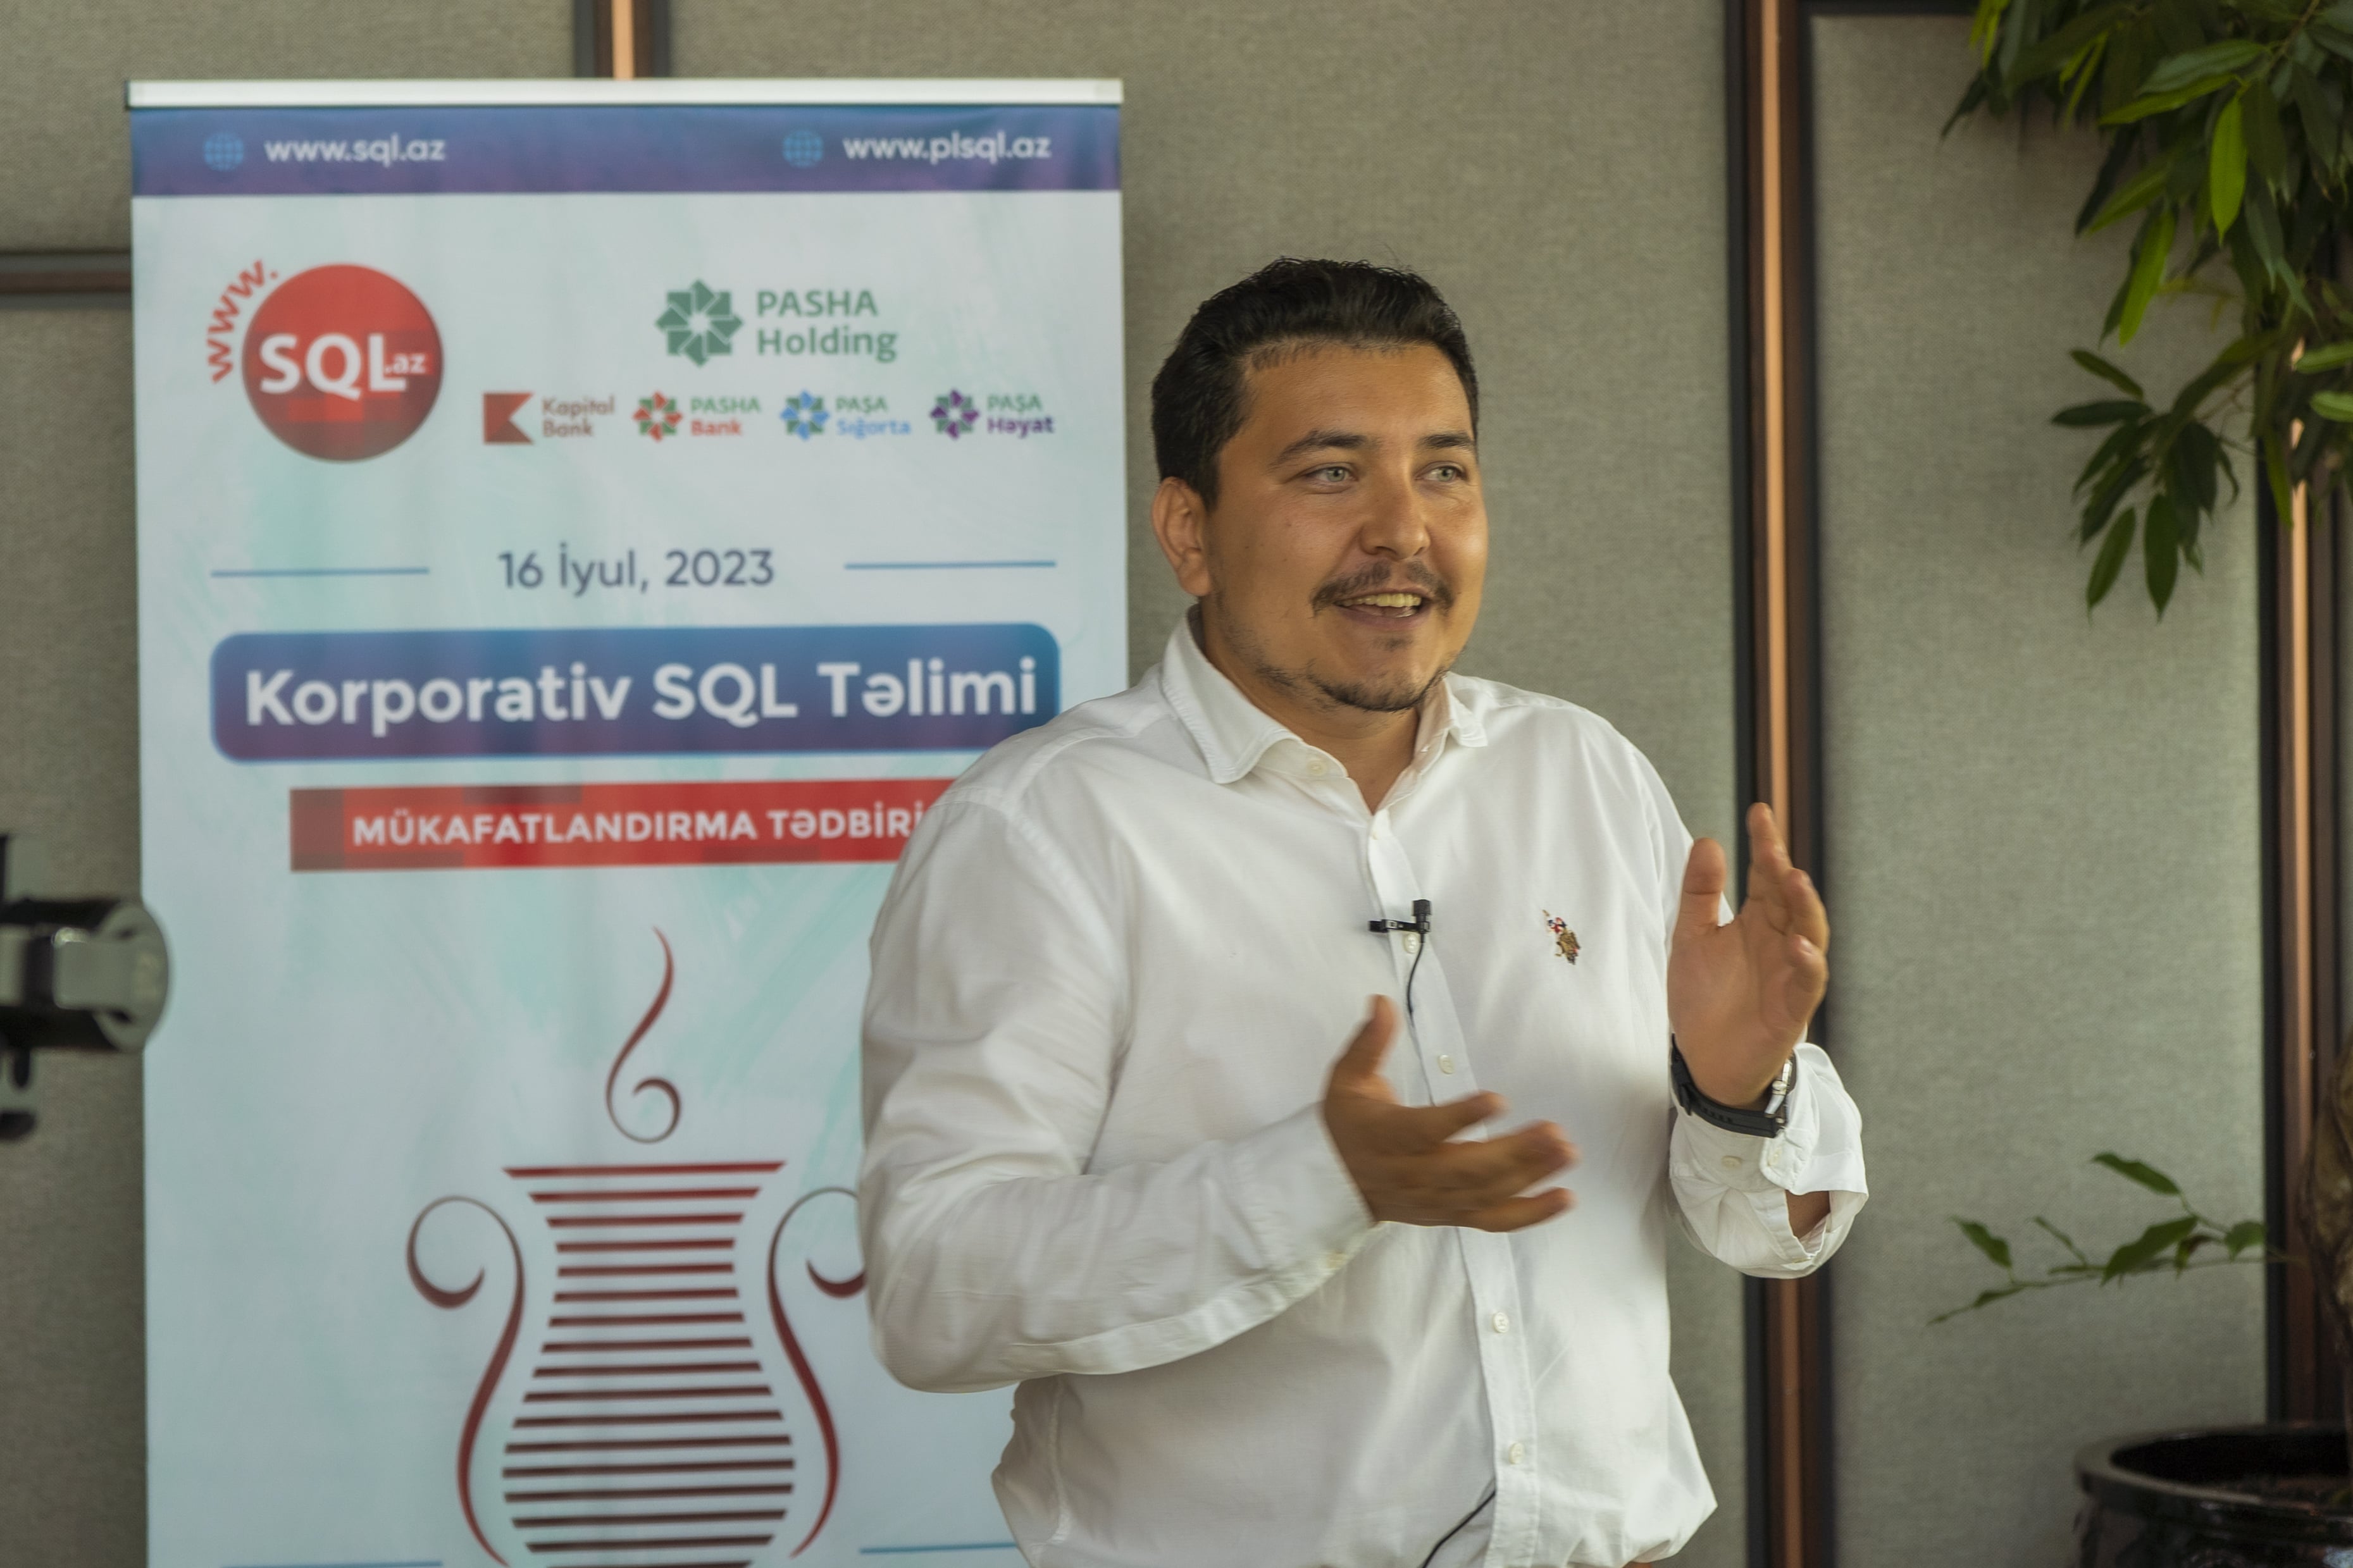 www.sql.az
www.plsql.az
www.
SQL.az
PASHA
Holding
Kapital
Bank
PASHA
Bank
PAŞA
Sığorta
PAŞA
Həyat
16 İyul, 2023
Korporativ SQL Təlimi
MÜKAFATLANDIRMA TƏDBİRİ